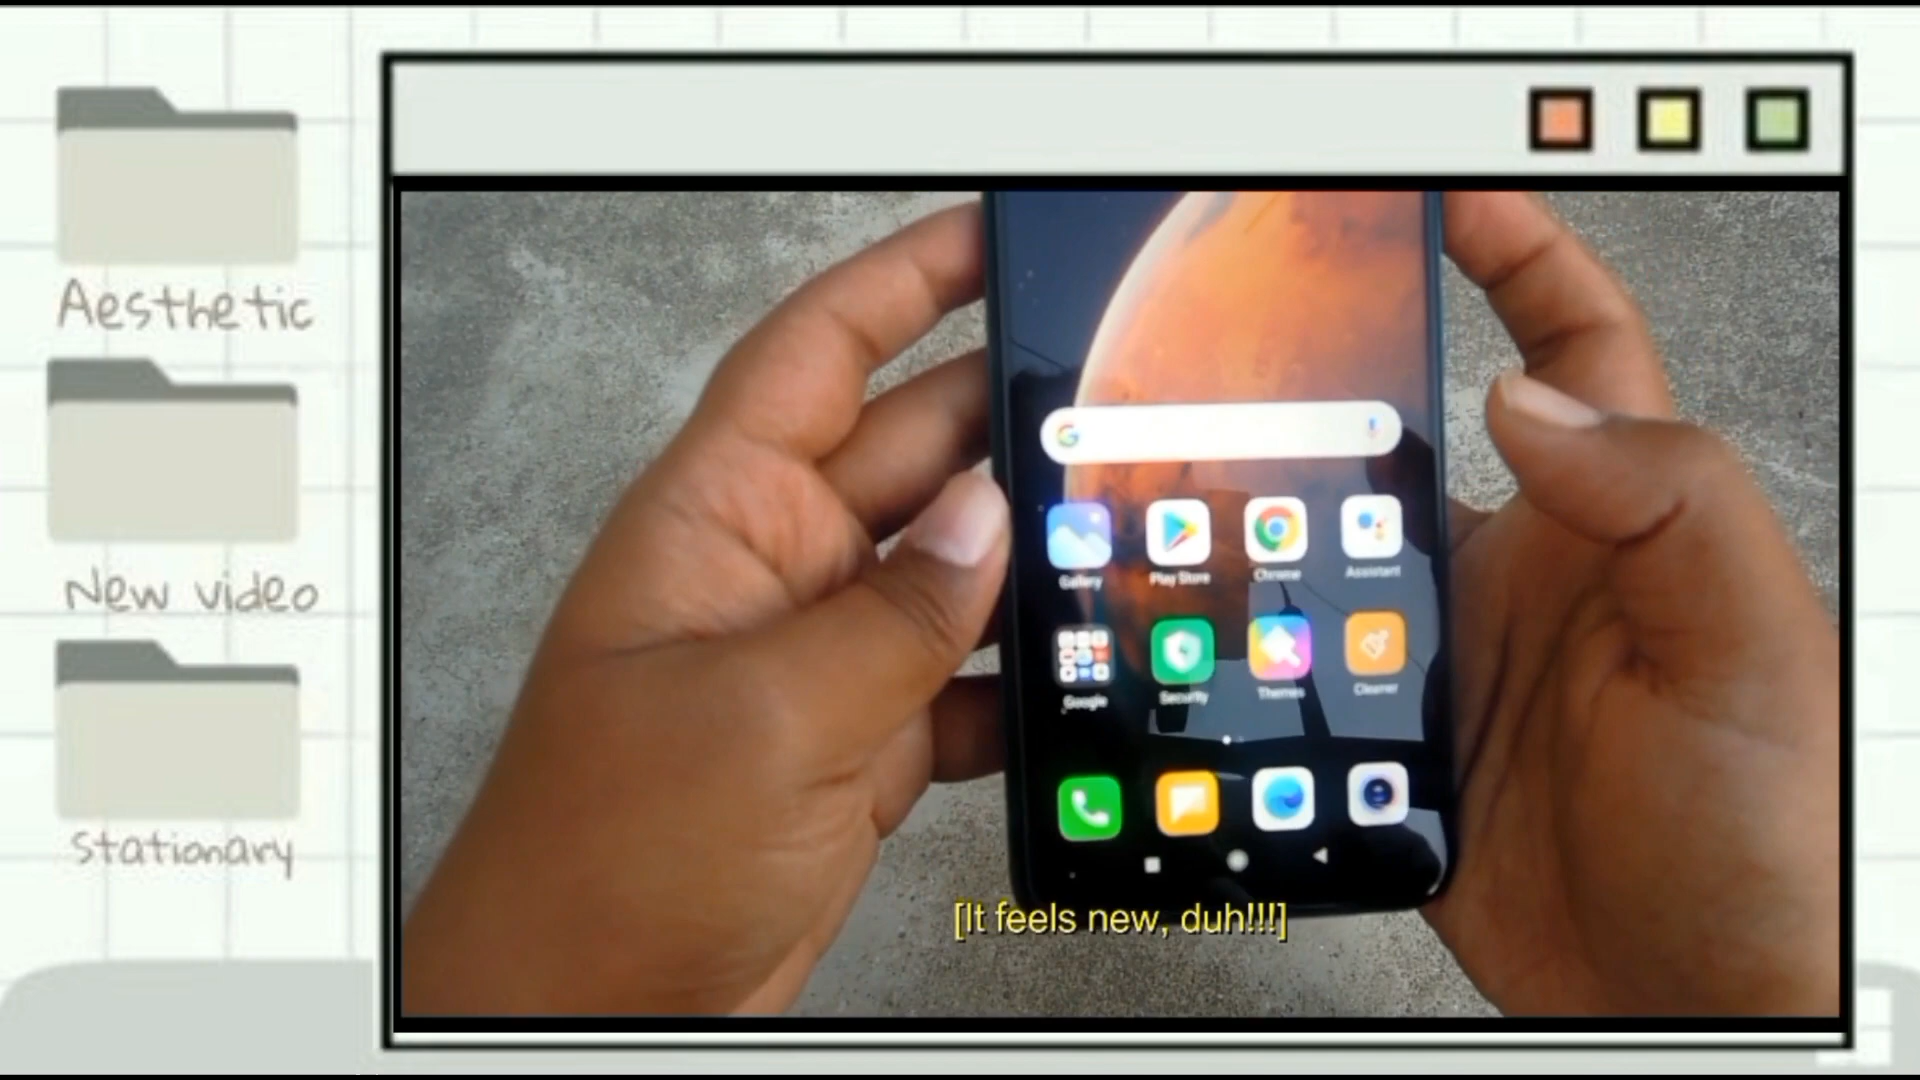 Aesthetic
New video
Stationary
Gallery
Play Store
Chrome
Assistant
Google
Security
Themes
Cleaner
[It feels new, duh!!!]